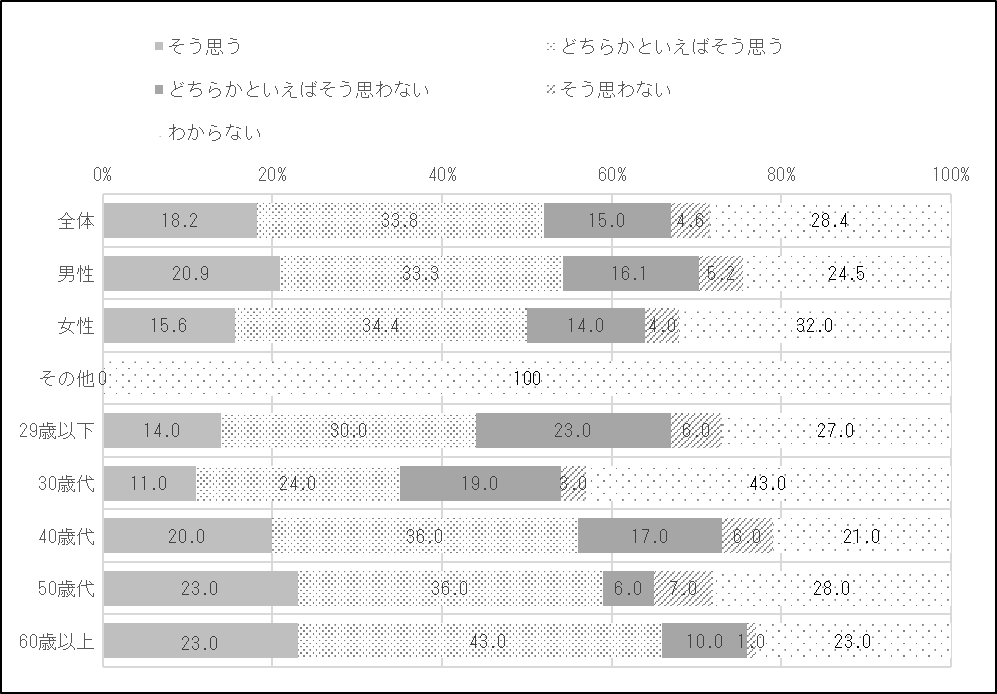 そう思う どちらかといえばそう思う
どちらかといえばそう思わない そう思わない
わからない
0% 20% 40% 60% 80% 100%
全体 18.2 33.8 15.0 4.6 28.4
男性 20.9 33.3 16.1 5.2 24.5
女性 15.6 34.4 14.0 4.0 32.0
その他 0 100
29歳以下 14.0 30.0 23.0 6.0 27.0
30歳代 11.0 24.0 19.0 3.0 43.0
40歳代 20.0 36.0 17.0 6.0 21.0
50歳代 23.0 36.0 6.0 7.0 28.0
60歳以上 23.0 43.0 10.0 1.0 23.0